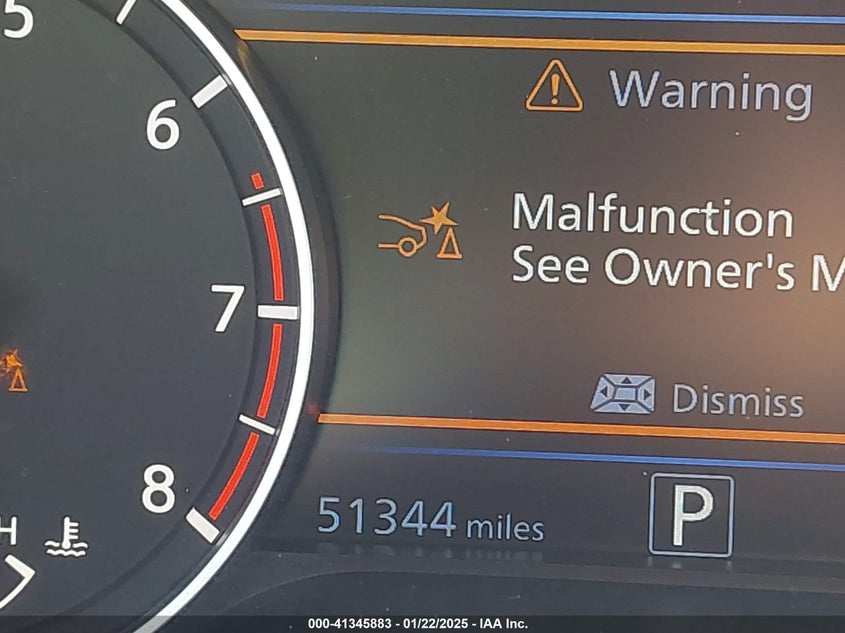 5
6
7
8
H
Warning
Malfunction
See Owner's M
Dismiss
51344 miles
P
000-41345883 - 01/22/2025 - IAA Inc.